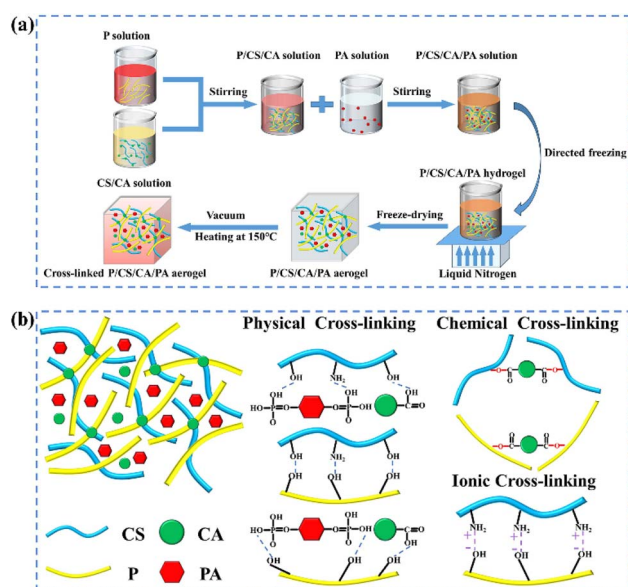 (a)
P solution
CS/CA solution
Stirring
P/CS/CA solution
PA solution
Stirring
P/CS/CA/PA solution
Directed freezing
P/CS/CA/PA hydrogel
Liquid Nitrogen
Freeze-drying
P/CS/CA/PA aerogel
Vacuum
Heating at 150℃
Cross-linked P/CS/CA/PA aerogel
(b)
CS
CA
P
PA
Physical Cross-linking
OH NH₂ OH
OH
HO-P-O
O-P-OH
OH
C=O
OH NH₂ OH
OH OH OH
OH
HO-P-O
O-P-OH
OH
C=O
OH
OH OH OH
Chemical Cross-linking
-O-C
C-O-
O O
-O-C
C-O-
O O
Ionic Cross-linking
NH₂ NH₂ NH₂
+ + +
- - -
OH OH OH